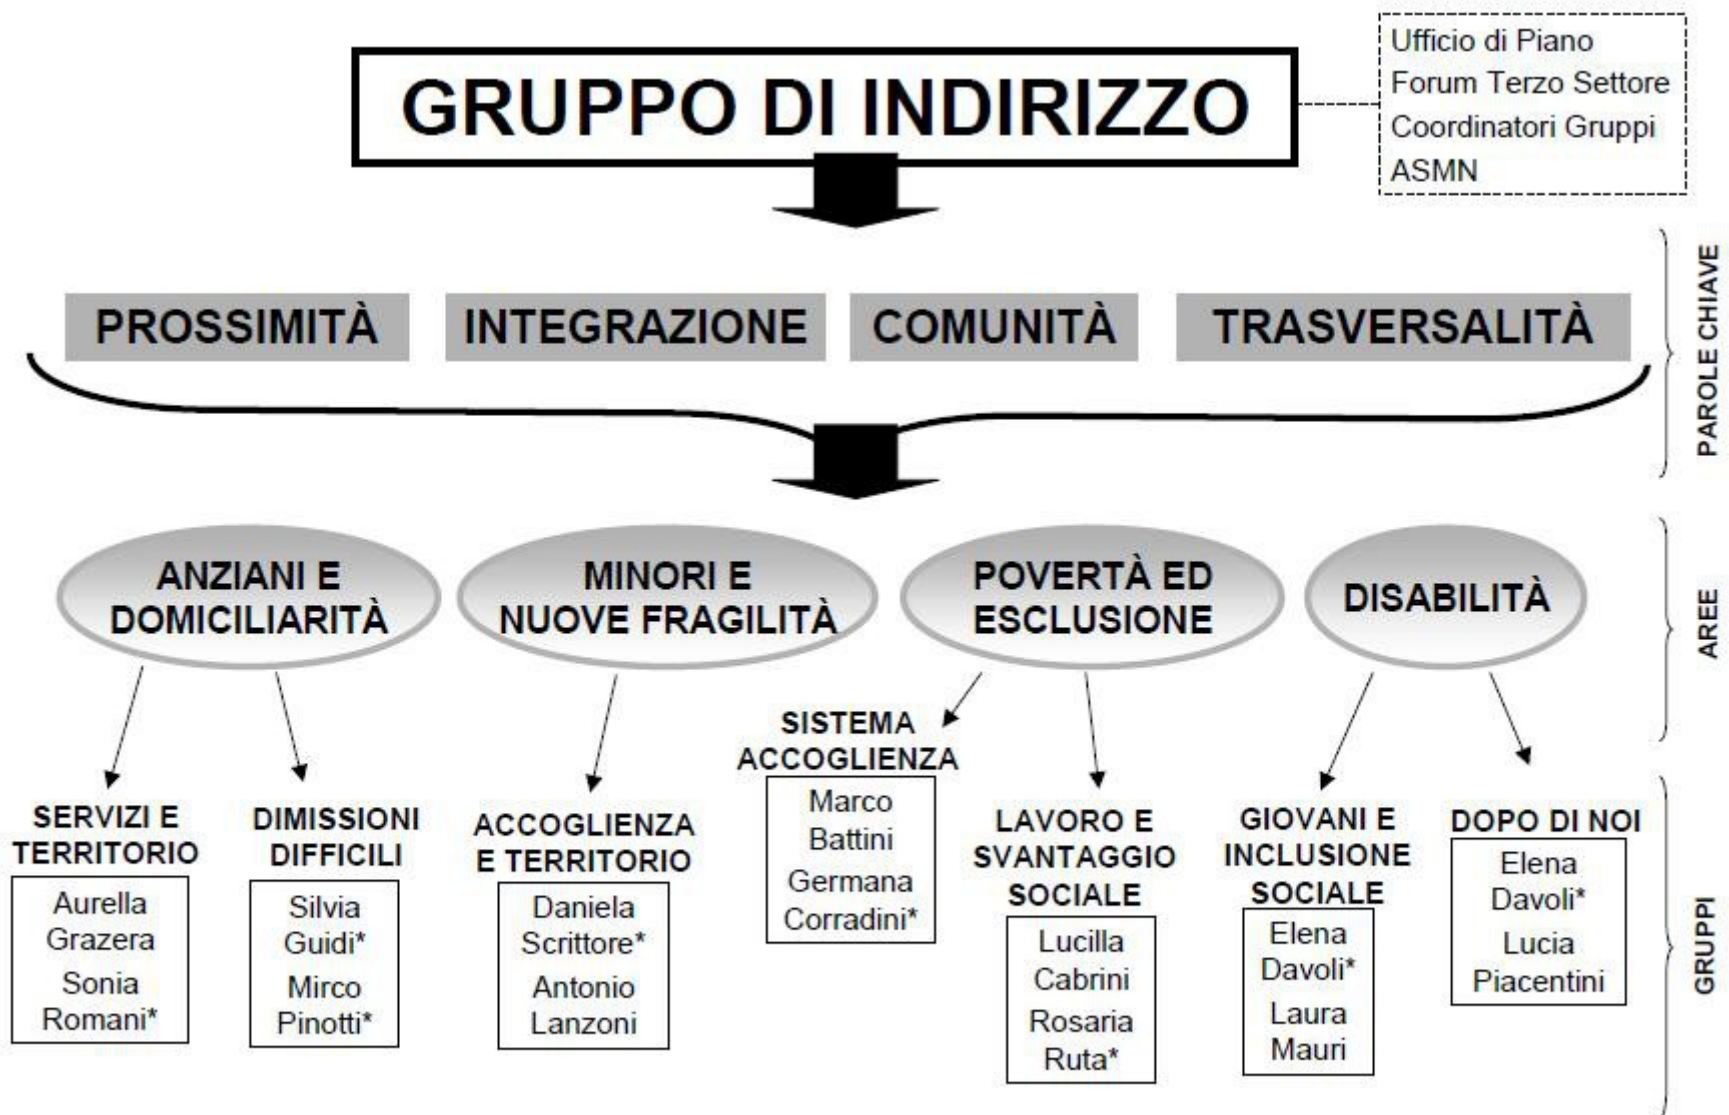 GRUPPO DI INDIRIZZO
Ufficio di Piano
Forum Terzo Settore
Coordinatori Gruppi
ASMN
PROSSIMITÀ
INTEGRAZIONE
COMUNITÀ
TRASVERSALITÀ
PAROLE CHIAVE
ANZIANI E
DOMICILIARITÀ
MINORI E
NUOVE FRAGILITÀ
POVERTÀ ED
ESCLUSIONE
DISABILITÀ
AREE
SERVIZI E
TERRITORIO
Aurella
Grazera
Sonia
Romani*
DIMISSIONI
DIFFICILI
Silvia
Guidi*
Mirco
Pinotti*
ACCOGLIENZA
E TERRITORIO
Daniela
Scrittore*
Antonio
Lanzoni
SISTEMA
ACCOGLIENZA
Marco
Battini
Germana
Corradini*
LAVORO E
SVANTAGGIO
SOCIALE
Lucilla
Cabrini
Rosaria
Ruta*
GIOVANI E
INCLUSIONE
SOCIALE
Elena
Davoli*
Laura
Mauri
DOPO DI NOI
Elena
Davoli*
Lucia
Piacentini
GRUPPI